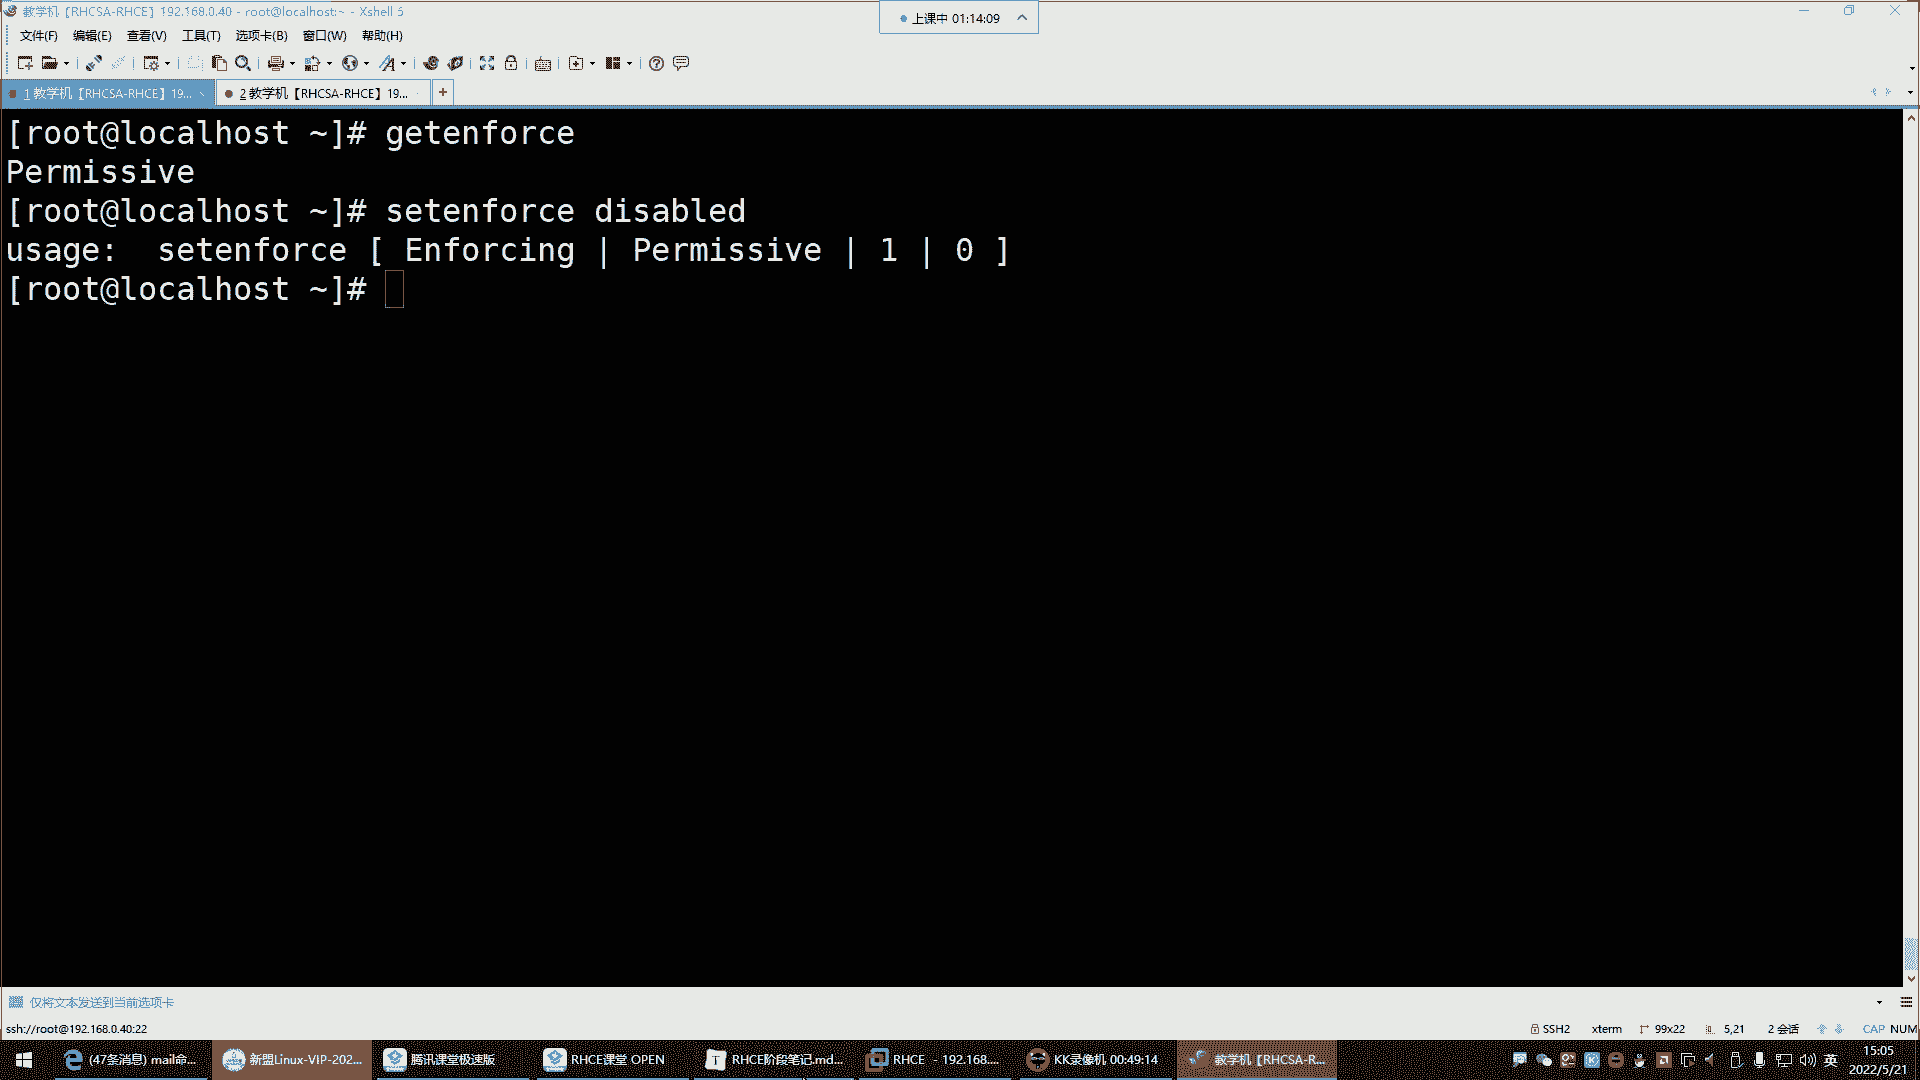 教学机【RHCSA-RHCE】192.168.0.40 - root@localhost:~ - Xshell 5
上课中 01:14:09
文件(F) 编辑(E) 查看(V) 工具(T) 选项卡(B) 窗口(W) 帮助(H)
1 教学机【RHCSA-RHCE】19... 2 教学机【RHCSA-RHCE】19... +
[root@localhost ~]# getenforce
Permissive
[root@localhost ~]# setenforce disabled
usage:  setenforce [ Enforcing | Permissive | 1 | 0 ]
[root@localhost ~]#
仅将文本发送到当前选项卡
ssh://root@192.168.0.40:22 SSH2 xterm 99x22 5,21 2 会话 CAP NUM
(47条消息) mail命... 新盟Linux-VIP-202... 腾讯课堂极速版 RHCE课堂 OPEN RHCE阶段笔记.md... RHCE - 192.168.... KK录像机 00:49:14 教学机【RHCSA-R... 英 15:05
2022/5/21